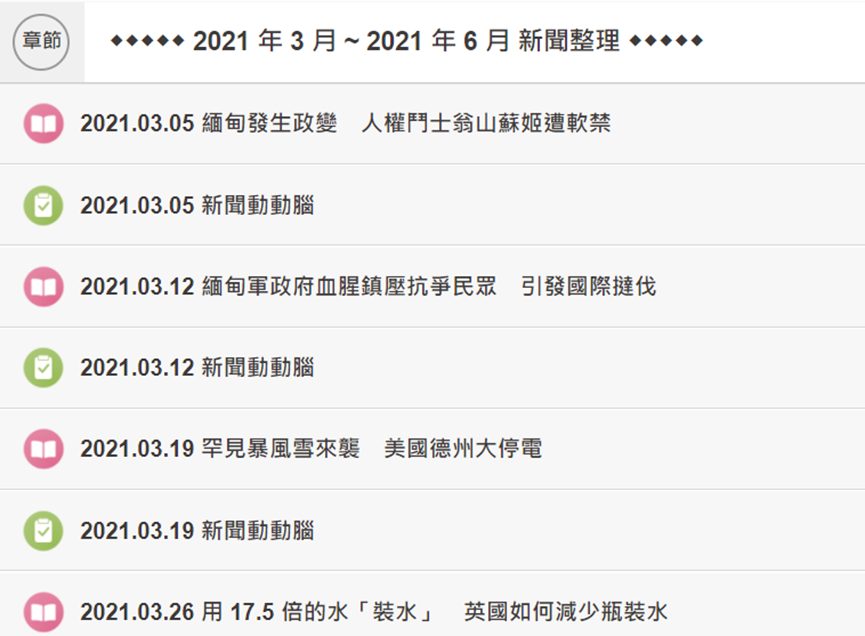 章節
◆◆◆◆◆ 2021 年 3 月 ~ 2021 年 6 月 新聞整理 ◆◆◆◆◆
2021.03.05 緬甸發生政變　人權鬥士翁山蘇姬遭軟禁
2021.03.05 新聞動動腦
2021.03.12 緬甸軍政府血腥鎮壓抗爭民眾　引發國際撻伐
2021.03.12 新聞動動腦
2021.03.19 罕見暴風雪來襲　美國德州大停電
2021.03.19 新聞動動腦
2021.03.26 用 17.5 倍的水「裝水」　英國如何減少瓶裝水